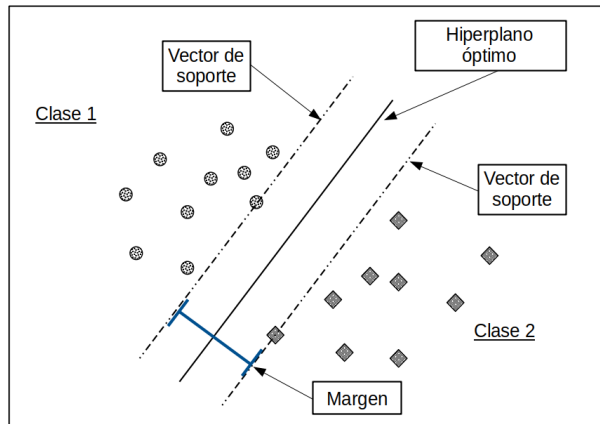 Hiperplano
óptimo
Vector de
soporte
Clase 1
Vector de
soporte
Clase 2
Margen